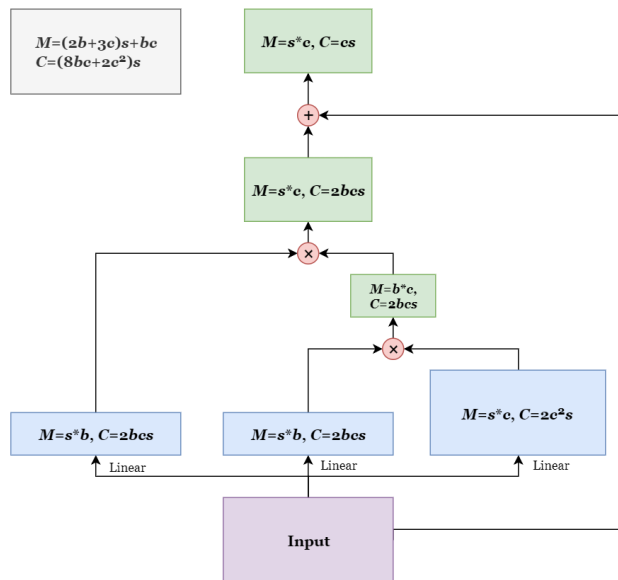 M=(2b+3c)s+bc
C=(8bc+2c²)s
M=s*c, C=cs
+
M=s*c, C=2bcs
×
M=b*c,
C=2bcs
×
M=s*b, C=2bcs
M=s*b, C=2bcs
M=s*c, C=2c²s
Linear
Linear
Linear
Input